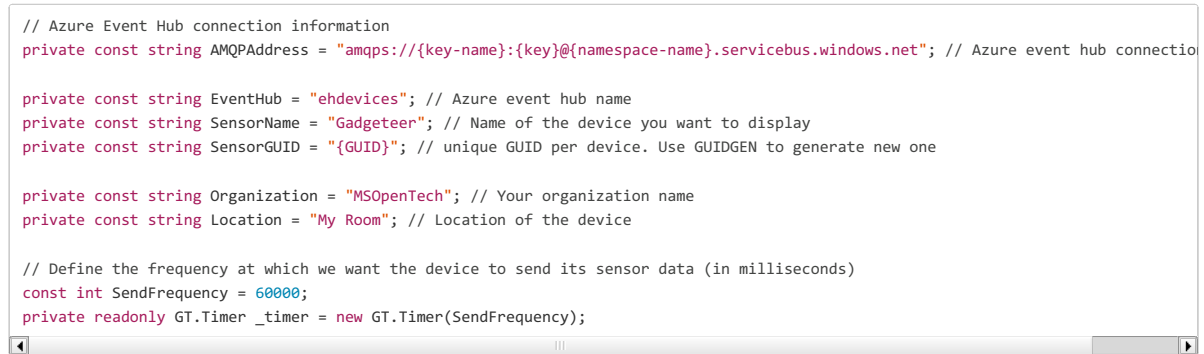 // Azure Event Hub connection information
private const string AMQPAddress = "amqps://{key-name}:{key}@{namespace-name}.servicebus.windows.net"; // Azure event hub connection
private const string EventHub = "ehdevices"; // Azure event hub name
private const string SensorName = "Gadgeteer"; // Name of the device you want to display
private const string SensorGUID = "{GUID}"; // unique GUID per device. Use GUIDGEN to generate new one
private const string Organization = "MSOpenTech"; // Your organization name
private const string Location = "My Room"; // Location of the device
// Define the frequency at which we want the device to send its sensor data (in milliseconds)
const int SendFrequency = 60000;
private readonly GT.Timer _timer = new GT.Timer(SendFrequency);